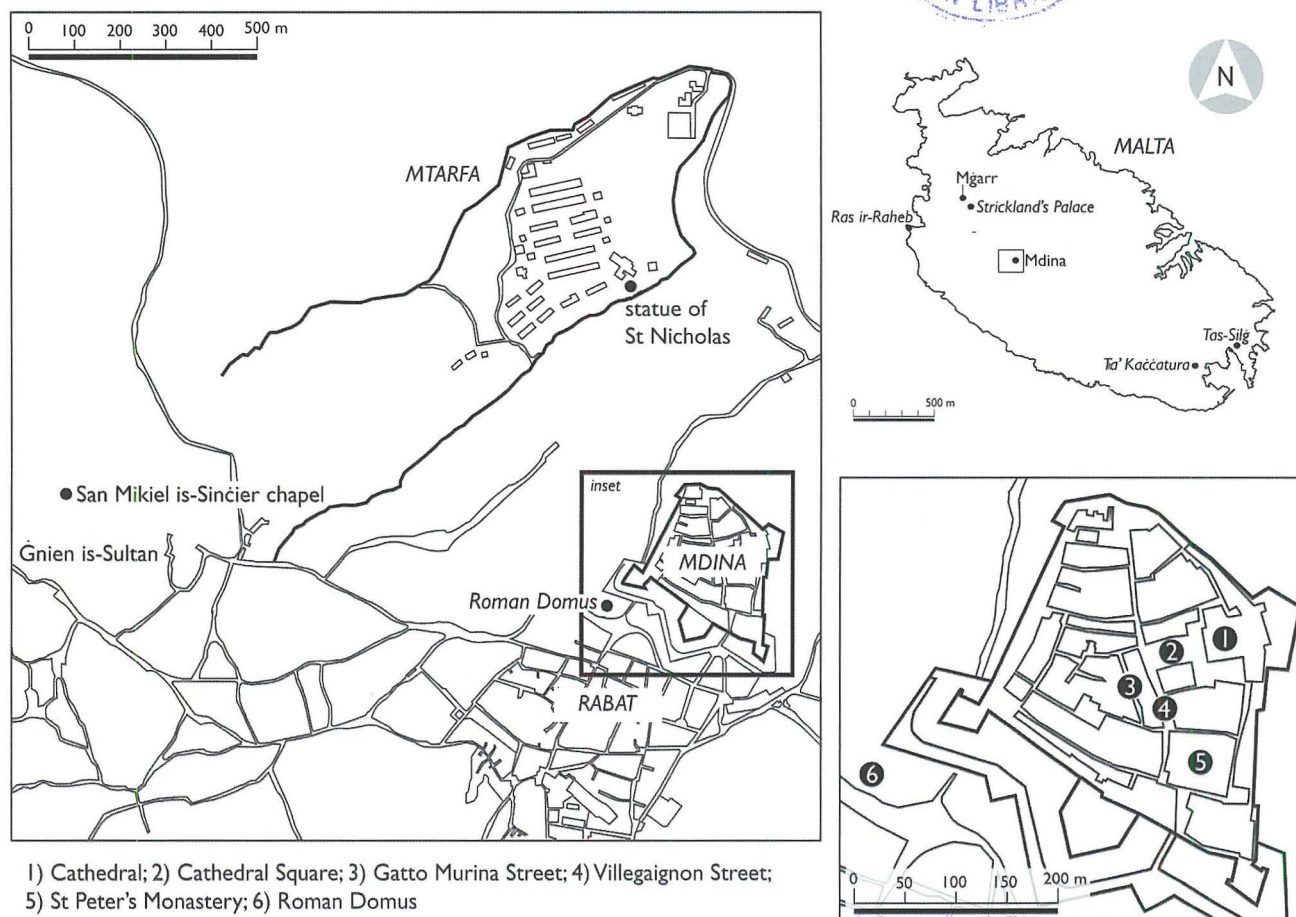 0 100 200 300 400 500 m
MTARFA
statue of
St Nicholas
San Mikiel is-Sinċier chapel
Ġnien is-Sultan
inset
MDINA
Roman Domus
RABAT
N
MALTA
Mġarr
Strickland's Palace
Ras ir-Raheb
Mdina
Tas-Silġ
Ta' Kaċċatura
0 500 m
1
2
3
4
5
6
0 50 100 150 200 m
1) Cathedral; 2) Cathedral Square; 3) Gatto Murina Street; 4) Villegaignon Street;
5) St Peter's Monastery; 6) Roman Domus